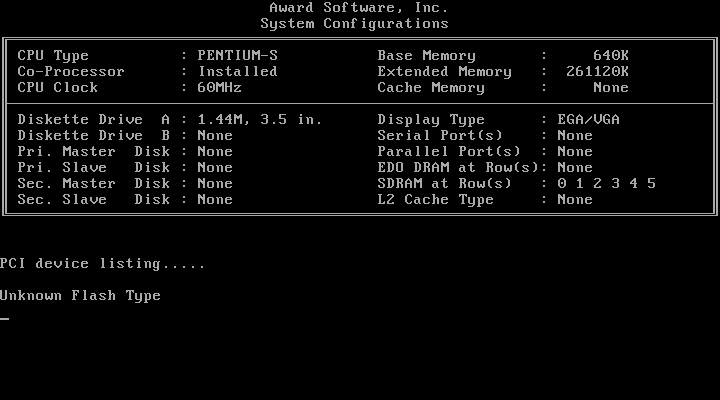 Award Software, Inc.
System Configurations
CPU Type : PENTIUM-S Base Memory : 640K
Co-Processor : Installed Extended Memory : 261120K
CPU Clock : 60MHz Cache Memory : None
Diskette Drive A : 1.44M, 3.5 in. Display Type : EGA/VGA
Diskette Drive B : None Serial Port(s) : None
Pri. Master Disk : None Parallel Port(s) : None
Pri. Slave Disk : None EDO DRAM at Row(s): None
Sec. Master Disk : None SDRAM at Row(s) : 0 1 2 3 4 5
Sec. Slave Disk : None L2 Cache Type : None
PCI device listing.....
Unknown Flash Type
_